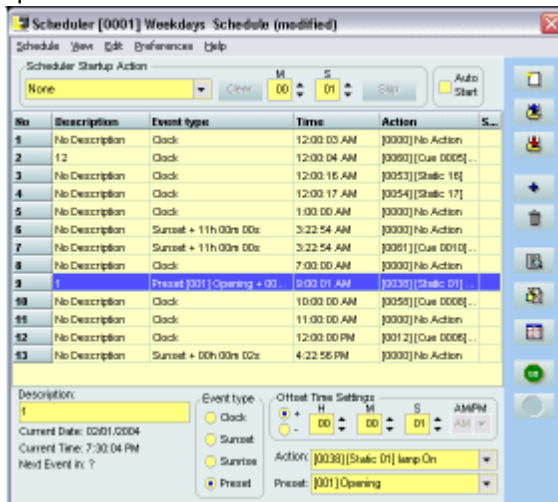 Scheduler [0001] Weekdays Schedule (modified)
Schedule View Edit Preferences Help
Scheduler Startup Action
M S
None Clear 00 01 Skip Auto Start
No Description Event type Time Action S...
1 No Description Clock 12:00:03 AM [0000] No Action
2 12 Clock 12:00:04 AM [0060] [Cue 0005]...
3 No Description Clock 12:00:16 AM [0053] [Static 16]
4 No Description Clock 12:00:17 AM [0054] [Static 17]
5 No Description Clock 1:00:00 AM [0000] No Action
6 No Description Sunset + 11h 00m 00s 3:22:54 AM [0000] No Action
7 No Description Sunset + 11h 00m 00s 3:22:54 AM [0061] [Cue 0010]...
8 No Description Clock 7:00:00 AM [0000] No Action
9 1 Preset [001] Opening + 00... 9:00:01 AM [0038] [Static 01]...
10 No Description Clock 10:00:00 AM [0058] [Cue 0008]...
11 No Description Clock 11:00:00 AM [0000] No Action
12 No Description Clock 12:00:00 PM [0012] [Cue 0006]...
13 No Description Sunset + 00h 00m 02s 4:22:56 PM [0000] No Action
Description: Event type Offset Time Settings
1 Clock + H M S AM/PM
- 00 00 01 AM
Current Date: 02/01/2004 Sunset
Current Time: 7:30:04 PM Sunrise Action: [0038] [Static 01] lamp On
Next Event in: ? Preset Preset: [001] Opening